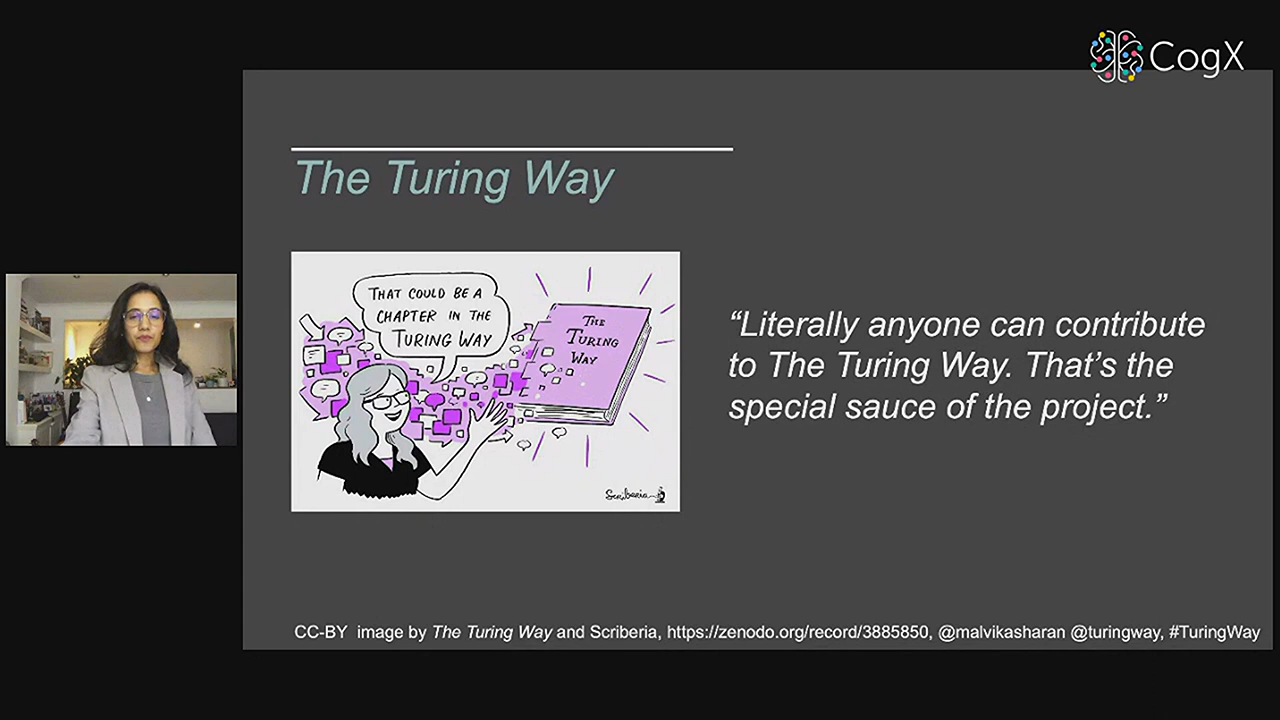 CogX
The Turing Way
THAT COULD BE A
CHAPTER IN THE
TURING WAY
THE
TURING
WAY
Scriberia
“Literally anyone can contribute
to The Turing Way. That’s the
special sauce of the project.”
CC-BY image by The Turing Way and Scriberia, https://zenodo.org/record/3885850, @malvikasharan @turingway, #TuringWay